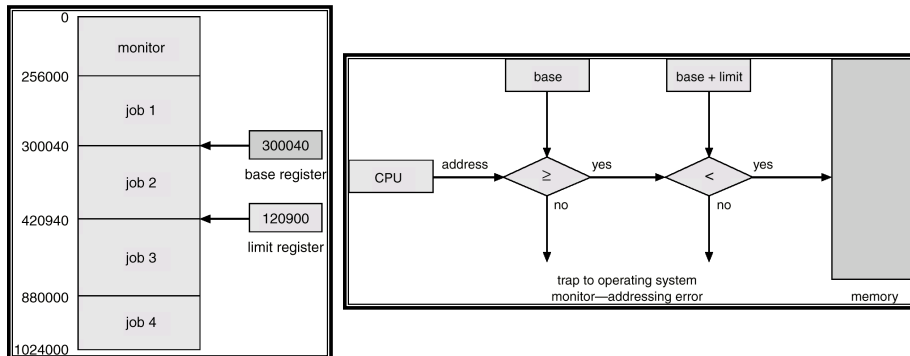 0
monitor
256000
job 1
300040
300040
base register
job 2
420940
120900
limit register
job 3
880000
job 4
1024000
base
base + limit
CPU
address
≥
yes
<
yes
no
no
trap to operating system
monitor—addressing error
memory